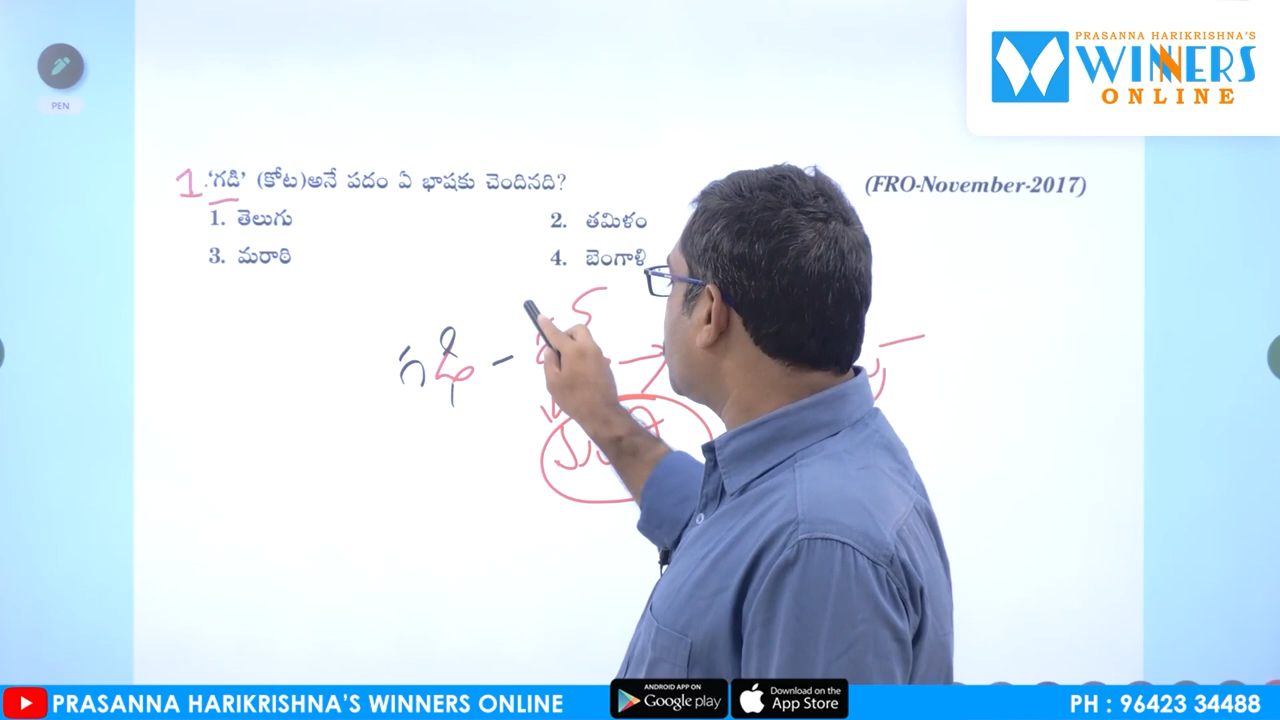 PRASANNA HARIKRISHNA'S
WINNERS
ONLINE
PEN
1. 'గడి' (కోట)అనే పదం ఏ భాషకు చెందినది? (FRO-November-2017)
1. తెలుగు 2. తమిళం
3. మరాఠి 4. బెంగాళి
గఢీ -
PRASANNA HARIKRISHNA'S WINNERS ONLINE
ANDROID APP ON
Google play
Download on the
App Store
PH : 96423 34488